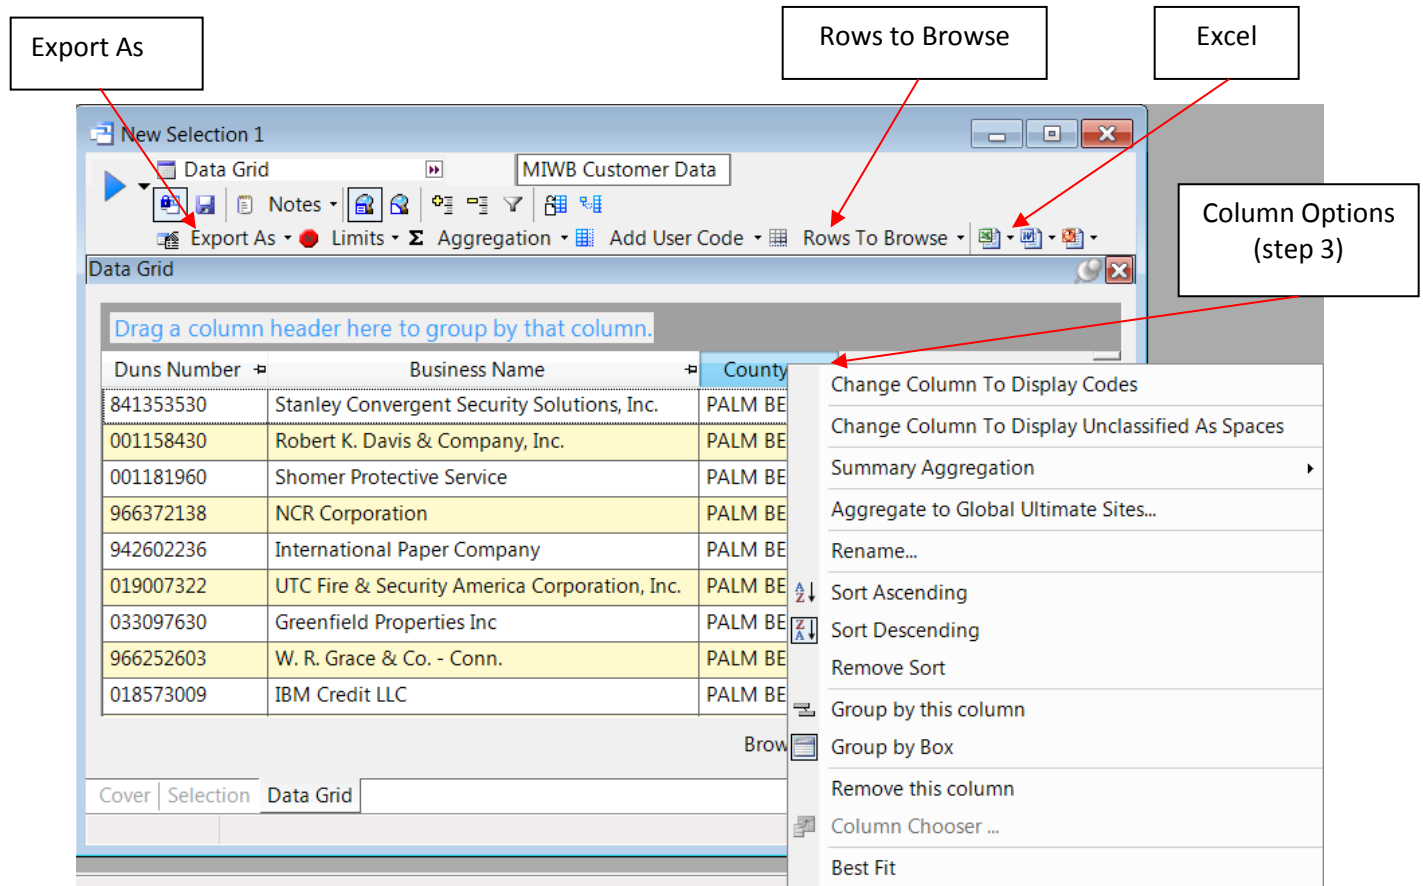 Export As
Rows to Browse
Excel
New Selection 1
Data Grid
MIWB Customer Data
Notes
Export As
Limits
Σ Aggregation
Add User Code
Rows To Browse
Column Options
(step 3)
Data Grid
Drag a column header here to group by that column.
Duns Number Business Name County
841353530 Stanley Convergent Security Solutions, Inc. PALM BE
001158430 Robert K. Davis & Company, Inc. PALM BE
001181960 Shomer Protective Service PALM BE
966372138 NCR Corporation PALM BE
942602236 International Paper Company PALM BE
019007322 UTC Fire & Security America Corporation, Inc. PALM BE
033097630 Greenfield Properties Inc PALM BE
966252603 W. R. Grace & Co. - Conn. PALM BE
018573009 IBM Credit LLC PALM BE
Brow
Cover Selection Data Grid
Change Column To Display Codes
Change Column To Display Unclassified As Spaces
Summary Aggregation
Aggregate to Global Ultimate Sites...
Rename...
Sort Ascending
Sort Descending
Remove Sort
Group by this column
Group by Box
Remove this column
Column Chooser ...
Best Fit